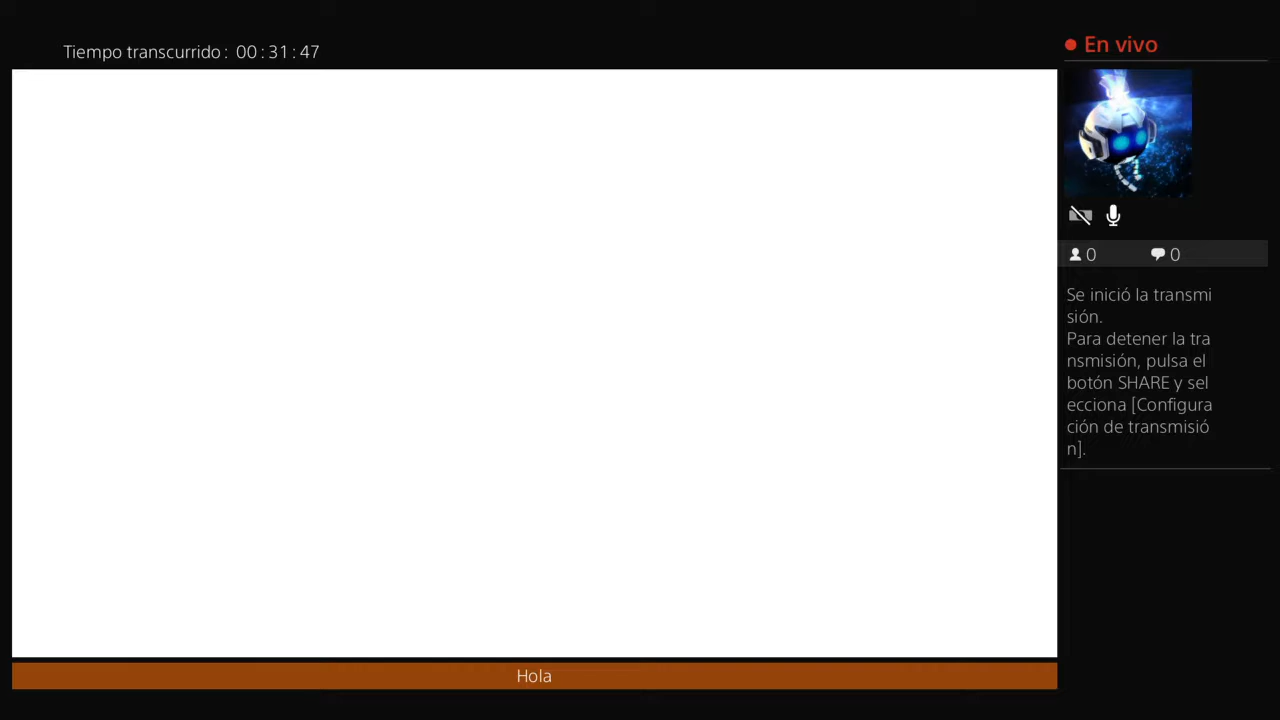 Tiempo transcurrido: 00:31:47
En vivo
0 0
Se inició la transmi
sión.
Para detener la tra
nsmisión, pulsa el
botón SHARE y sel
ecciona [Configura
ción de transmisió
n].
Hola